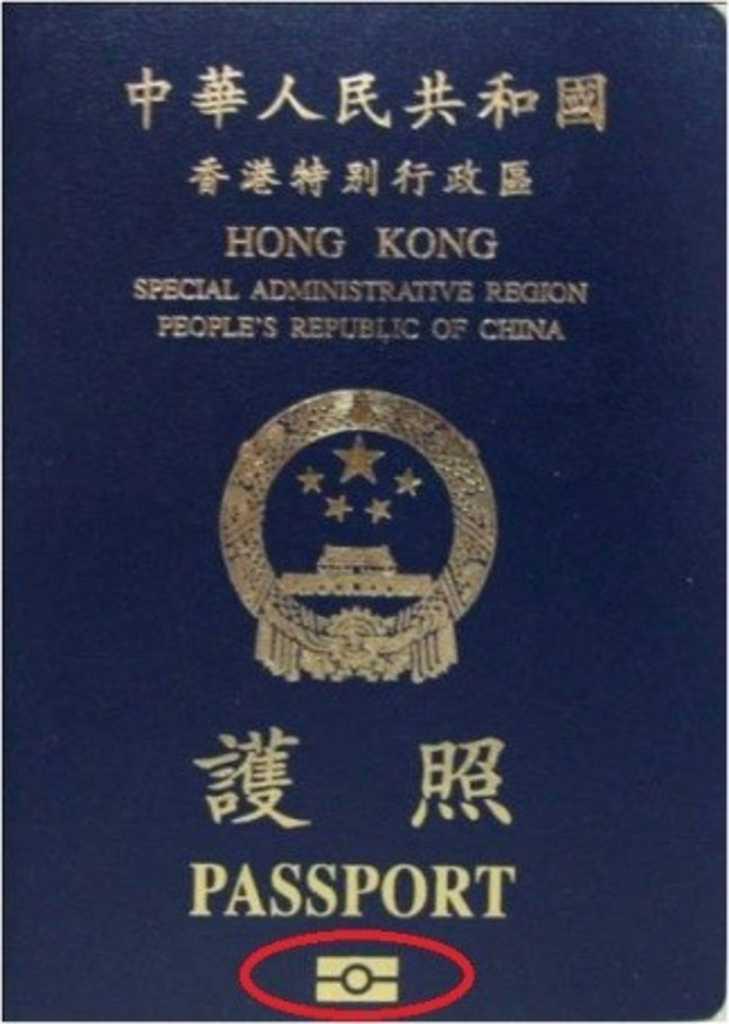 中華人民共和國
香港特別行政區
HONG KONG
SPECIAL ADMINISTRATIVE REGION
PEOPLE'S REPUBLIC OF CHINA
護照
PASSPORT